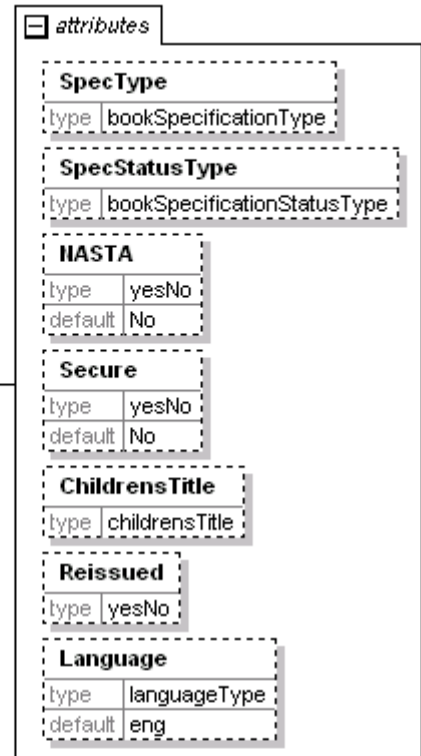 attributes
SpecType
type bookSpecificationType
SpecStatusType
type bookSpecificationStatusType
NASTA
type yesNo
default No
Secure
type yesNo
default No
ChildrensTitle
type childrensTitle
Reissued
type yesNo
Language
type languageType
default eng